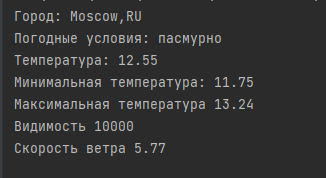 Город: Moscow,RU
Погодные условия: пасмурно
Температура: 12.55
Минимальная температура: 11.75
Максимальная температура 13.24
Видимость 10000
Скорость ветра 5.77